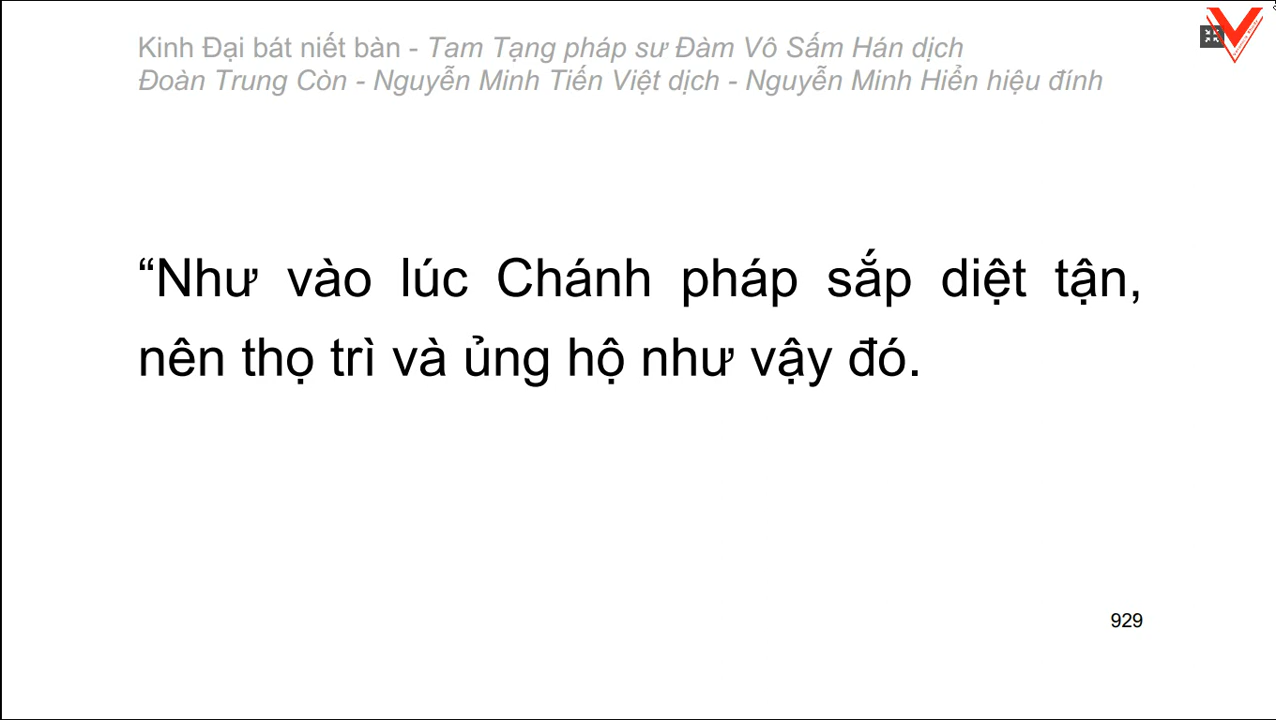 Kinh Đại bát niết bàn - Tam Tạng pháp sư Đàm Vô Sấm Hán dịch
Đoàn Trung Còn - Nguyễn Minh Tiến Việt dịch - Nguyễn Minh Hiển hiệu đính
“Như vào lúc Chánh pháp sắp diệt tận,
nên thọ trì và ủng hộ như vậy đó.
929